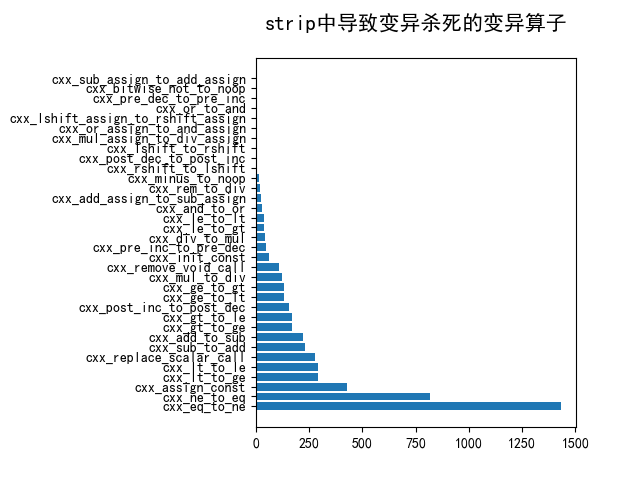 strip中导致变异杀死的变异算子
cxx_sub_assign_to_add_assign
cxx_bitwise_not_to_noop
cxx_pre_dec_to_pre_inc
cxx_or_to_and
cxx_lshift_assign_to_rshift_assign
cxx_or_assign_to_and_assign
cxx_mul_assign_to_div_assign
cxx_lshift_to_rshift
cxx_post_dec_to_post_inc
cxx_rshift_to_lshift
cxx_minus_to_noop
cxx_rem_to_div
cxx_add_assign_to_sub_assign
cxx_and_to_or
cxx_le_to_lt
cxx_le_to_gt
cxx_div_to_mul
cxx_pre_inc_to_pre_dec
cxx_init_const
cxx_remove_void_call
cxx_mul_to_div
cxx_ge_to_gt
cxx_ge_to_lt
cxx_post_inc_to_post_dec
cxx_gt_to_le
cxx_gt_to_ge
cxx_add_to_sub
cxx_sub_to_add
cxx_replace_scalar_call
cxx_lt_to_le
cxx_lt_to_ge
cxx_assign_const
cxx_ne_to_eq
cxx_eq_to_ne
0 250 500 750 1000 1250 1500